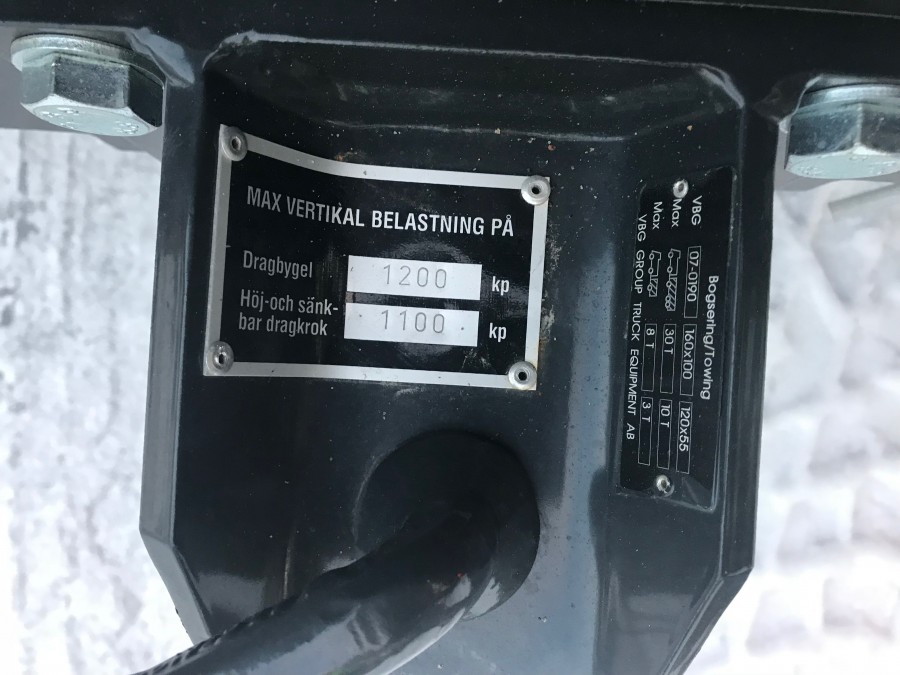 MAX VERTIKAL BELASTNING PÅ
Dragbygel 1200 kp
Höj-och sänk-
bar dragkrok 1100 kp
Bogsering/Towing
VBG 07-0190 160x100 120x55
Max 30 T 10 T
Max 8 T 3 T
VBG GROUP TRUCK EQUIPMENT AB